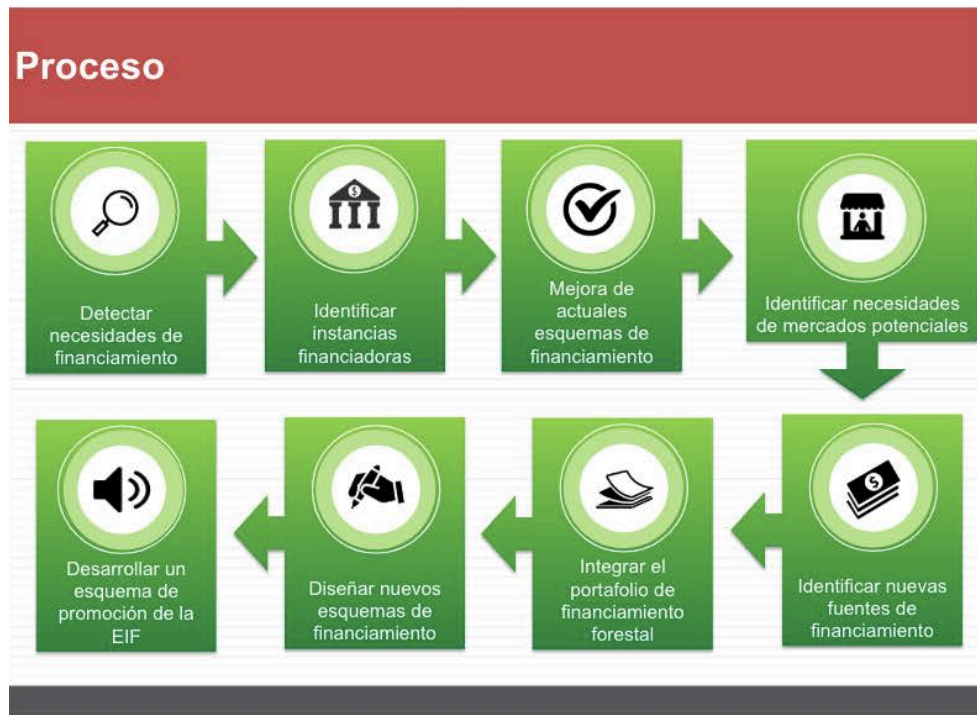 Proceso
Detectar
necesidades de
financiamiento
Identificar
instancias
financiadoras
Mejora de
actuales
esquemas de
financiamiento
Identificar necesidades
de mercados potenciales
Identificar nuevas
fuentes de
financiamiento
Integrar el
portafolio de
financiamiento
forestal
Diseñar nuevos
esquemas de
financiamiento
Desarrollar un
esquema de
promoción de la
EIF